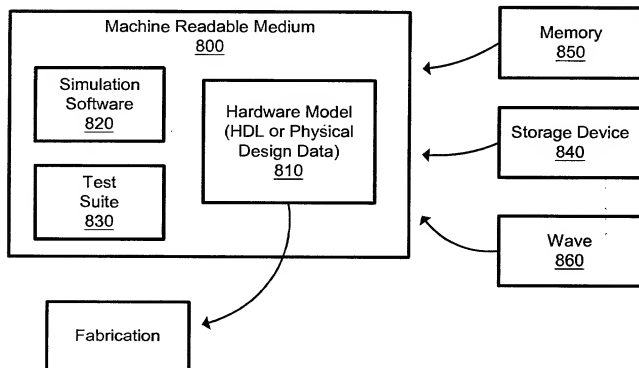 Machine Readable Medium
800
Simulation
Software
820
Test
Suite
830
Hardware Model
(HDL or Physical
Design Data)
810
Memory
850
Storage Device
840
Wave
860
Fabrication